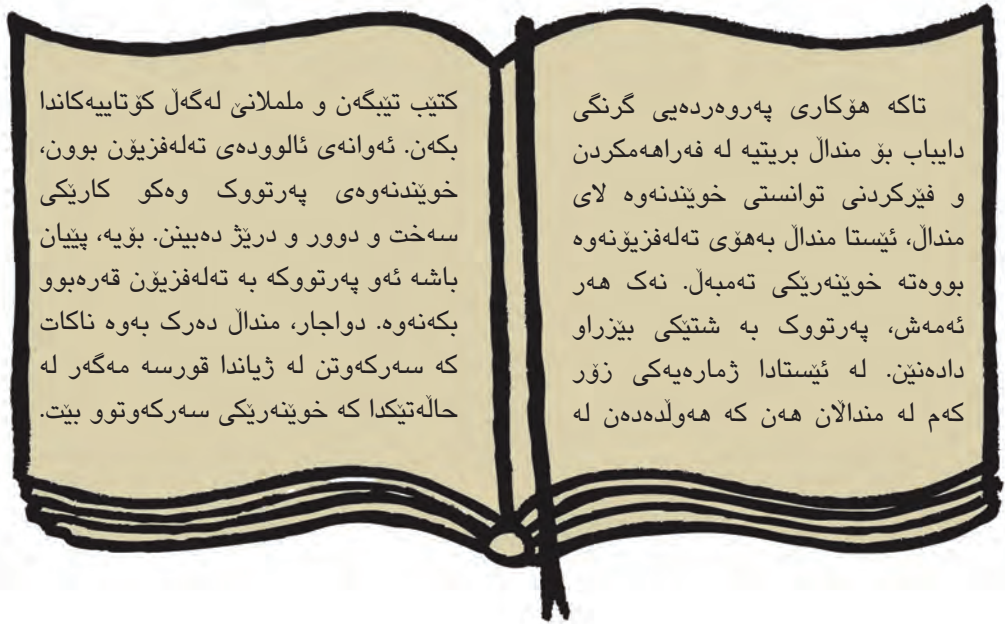 تاکە هۆکاری پەروەردەیی گرنگی
دایباب بۆ منداڵ بریتیە لە فەراهەمکردن
و فێرکردنی توانستی خوێندنەوە لای
منداڵ، ئێستا منداڵ بەهۆی تەلەفزیۆنەوە
بووەتە خوێنەرێکی تەمبەڵ. نەک هەر
ئەمەش، پەرتووک بە شتێکی بێزراو
دادەنێن. لە ئێستادا ژمارەیەکی زۆر
کەم لە منداڵان هەن کە هەوڵدەدەن لە
کتێب تێبگەن و ململانێ لەگەڵ کۆتاییەکاندا
بکەن. ئەوانەی ئالوودەی تەلەفزیۆن بوون،
خوێندنەوەی پەرتووک وەکو کارێکی
سەخت و دوور و درێژ دەبینن. بۆیە، پێیان
باشە ئەو پەرتووکە بە تەلەفزیۆن قەرەبوو
بکەنەوە. دواجار، منداڵ دەرک بەوە ناکات
کە سەرکەوتن لە ژیاندا قورسە مەگەر لە
حاڵەتێکدا کە خوێنەرێکی سەرکەوتوو بێت.